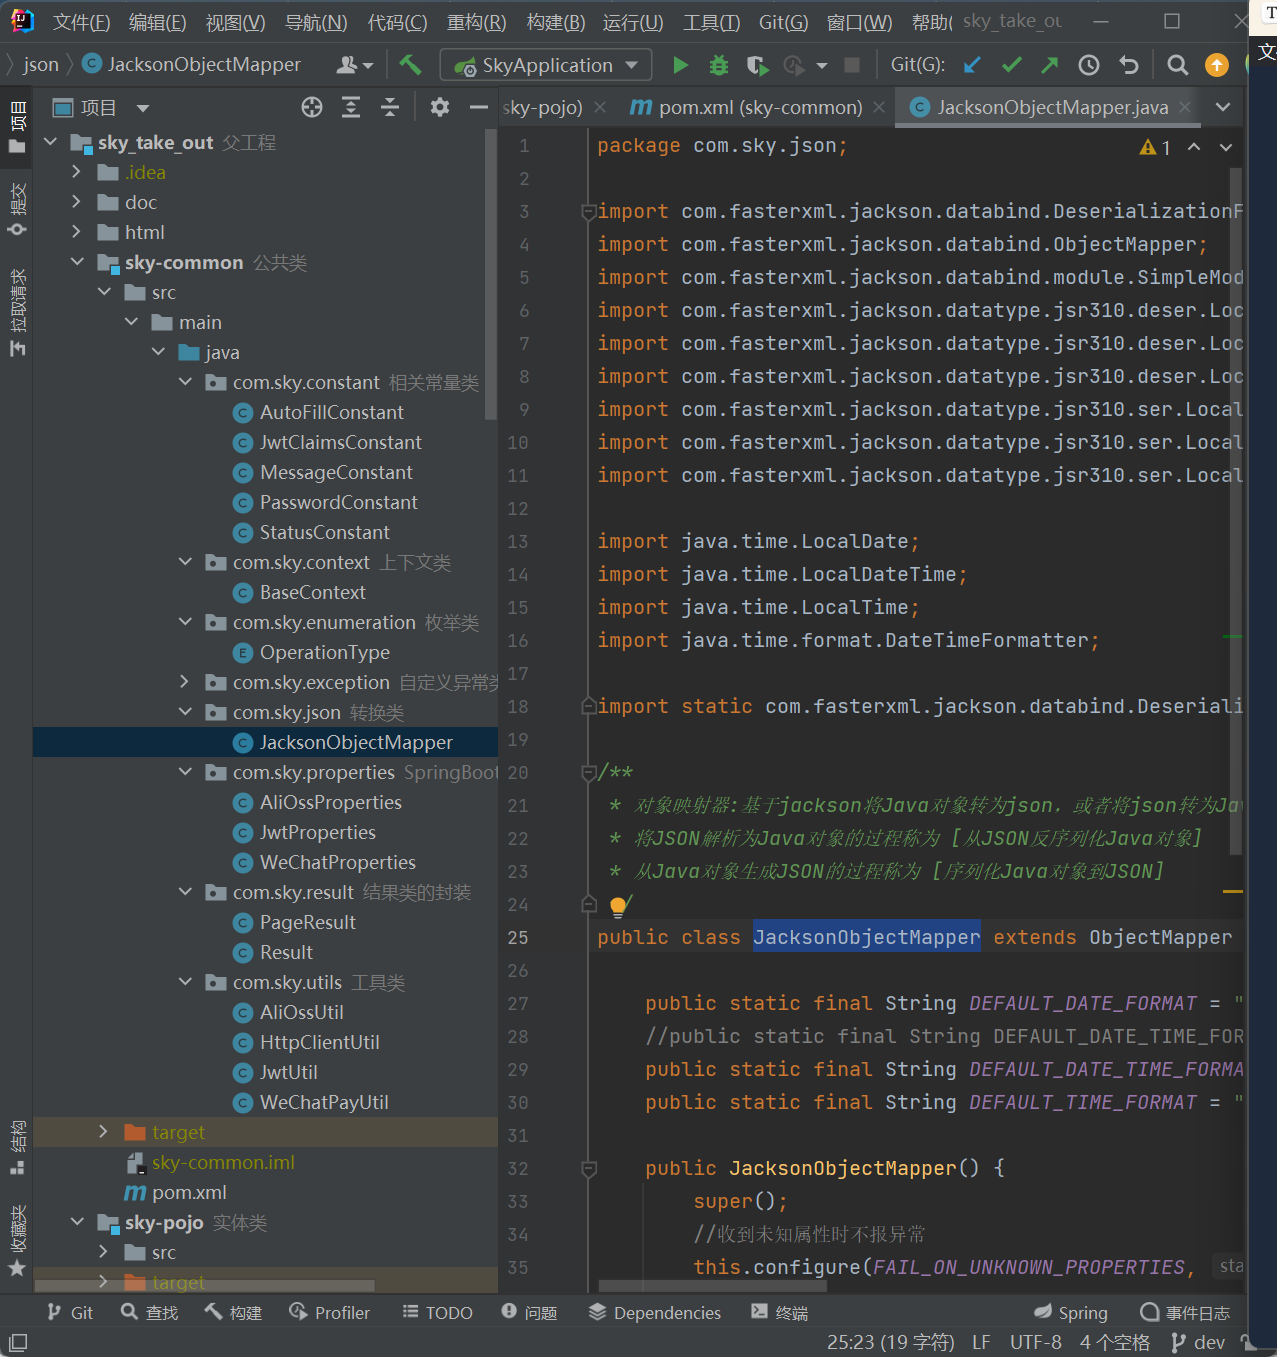 文件(F) 编辑(E) 视图(V) 导航(N) 代码(C) 重构(R) 构建(B) 运行(U) 工具(T) Git(G) 窗口(W) 帮助( sky_take_ou
T
文
json JacksonObjectMapper SkyApplication Git(G):
项目
提交
拉取请求
结构
收藏夹
项目
sky_take_out 父工程
.idea
doc
html
sky-common 公共类
src
main
java
com.sky.constant 相关常量类
AutoFillConstant
JwtClaimsConstant
MessageConstant
PasswordConstant
StatusConstant
com.sky.context 上下文类
BaseContext
com.sky.enumeration 枚举类
OperationType
com.sky.exception 自定义异常类
com.sky.json 转换类
JacksonObjectMapper
com.sky.properties SpringBoot
AliOssProperties
JwtProperties
WeChatProperties
com.sky.result 结果类的封装
PageResult
Result
com.sky.utils 工具类
AliOssUtil
HttpClientUtil
JwtUtil
WeChatPayUtil
target
sky-common.iml
pom.xml
sky-pojo 实体类
src
target
sky-pojo) pom.xml (sky-common) JacksonObjectMapper.java
1 package com.sky.json; 1
2
3 import com.fasterxml.jackson.databind.DeserializationF
4 import com.fasterxml.jackson.databind.ObjectMapper;
5 import com.fasterxml.jackson.databind.module.SimpleMod
6 import com.fasterxml.jackson.datatype.jsr310.deser.Loc
7 import com.fasterxml.jackson.datatype.jsr310.deser.Loc
8 import com.fasterxml.jackson.datatype.jsr310.deser.Loc
9 import com.fasterxml.jackson.datatype.jsr310.ser.Local
10 import com.fasterxml.jackson.datatype.jsr310.ser.Local
11 import com.fasterxml.jackson.datatype.jsr310.ser.Local
12
13 import java.time.LocalDate;
14 import java.time.LocalDateTime;
15 import java.time.LocalTime;
16 import java.time.format.DateTimeFormatter;
17
18 import static com.fasterxml.jackson.databind.Deseriali
19
20 /**
21 * 对象映射器:基于jackson将Java对象转为json，或者将json转为Jav
22 * 将JSON解析为Java对象的过程称为 [从JSON反序列化Java对象]
23 * 从Java对象生成JSON的过程称为 [序列化Java对象到JSON]
24 /
25 public class JacksonObjectMapper extends ObjectMapper
26
27 public static final String DEFAULT_DATE_FORMAT = "
28 //public static final String DEFAULT_DATE_TIME_FOR
29 public static final String DEFAULT_DATE_TIME_FORMA
30 public static final String DEFAULT_TIME_FORMAT = "
31
32 public JacksonObjectMapper() {
33 super();
34 //收到未知属性时不报异常
35 this.configure(FAIL_ON_UNKNOWN_PROPERTIES, sta
Git 查找 构建 Profiler TODO 问题 Dependencies 终端 Spring 事件日志
25:23 (19 字符) LF UTF-8 4 个空格 dev